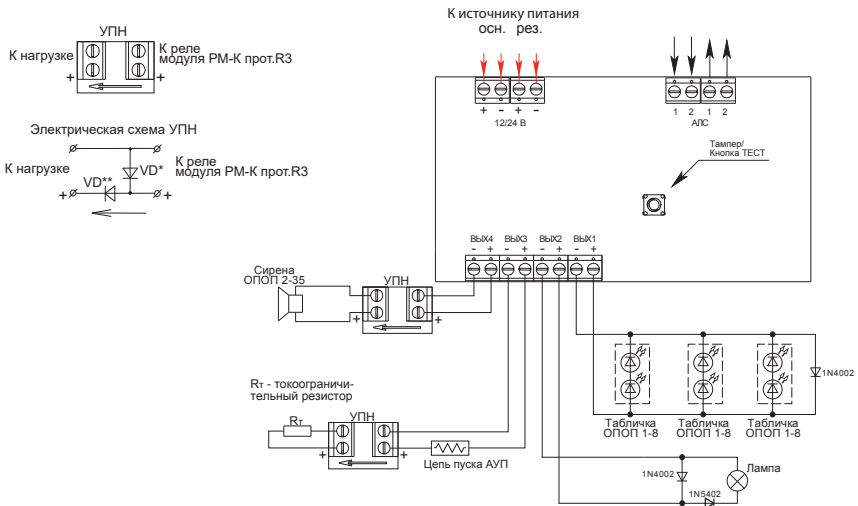 УПН
К нагрузке
К реле
модуля РМ-К прот.R3
+ +
Электрическая схема УПН
К нагрузке
VD*
VD**
К реле
модуля РМ-К прот.R3
+ +
К источнику питания
осн. рез.
+ - + -
12/24 В
1 2 1 2
АЛС
Тампер/
Кнопка ТЕСТ
ВЫХ4 ВЫХ3 ВЫХ2 ВЫХ1
- + - + - + - +
Сирена
ОПОП 2-35
УПН
+ +
Rт - токоограничи-
тельный резистор
Rт
УПН
+ +
Цепь пуска АУП
1N4002
Табличка
ОПОП 1-8
Табличка
ОПОП 1-8
Табличка
ОПОП 1-8
1N4002
Лампа
1N5402